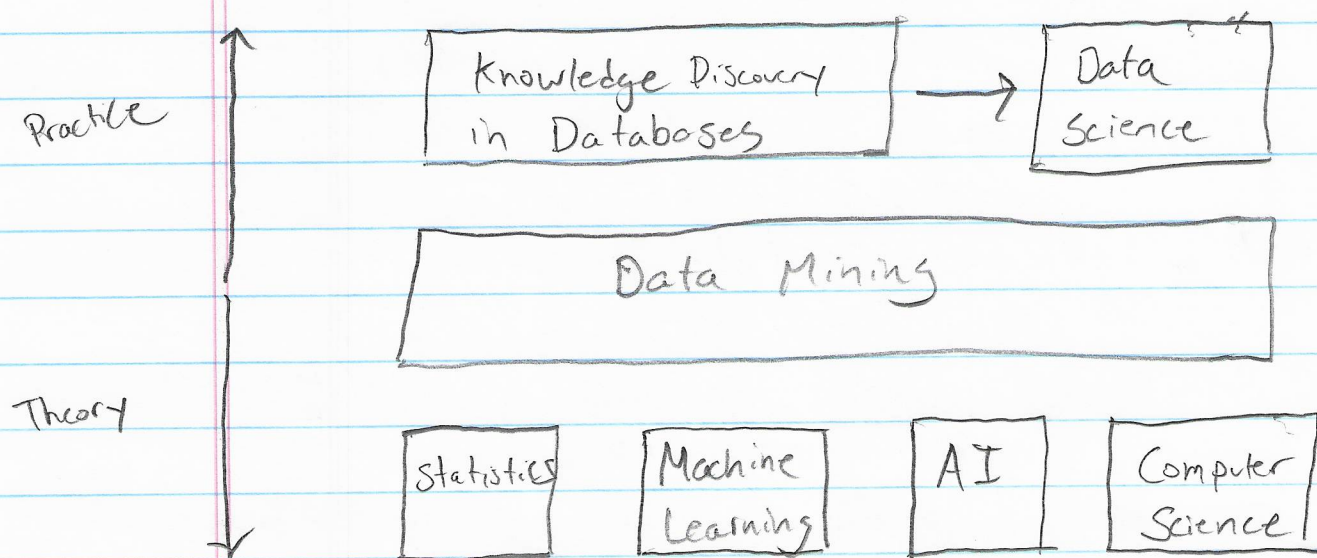 Practice
Knowledge Discovery
in Databases
Data
Science
Data Mining
Theory
Statistics
Machine
Learning
AI
Computer
Science